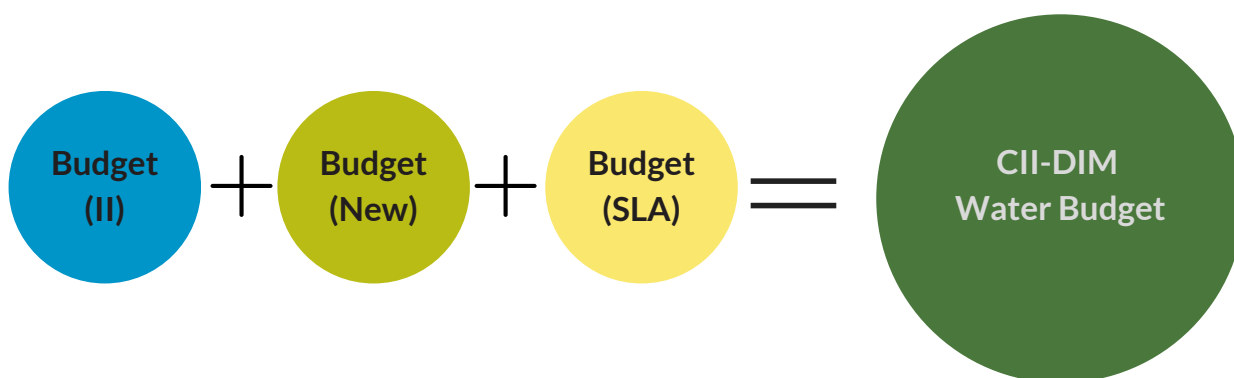 Budget
(II)
+
Budget
(New)
+
Budget
(SLA)
=
CII-DIM
Water Budget